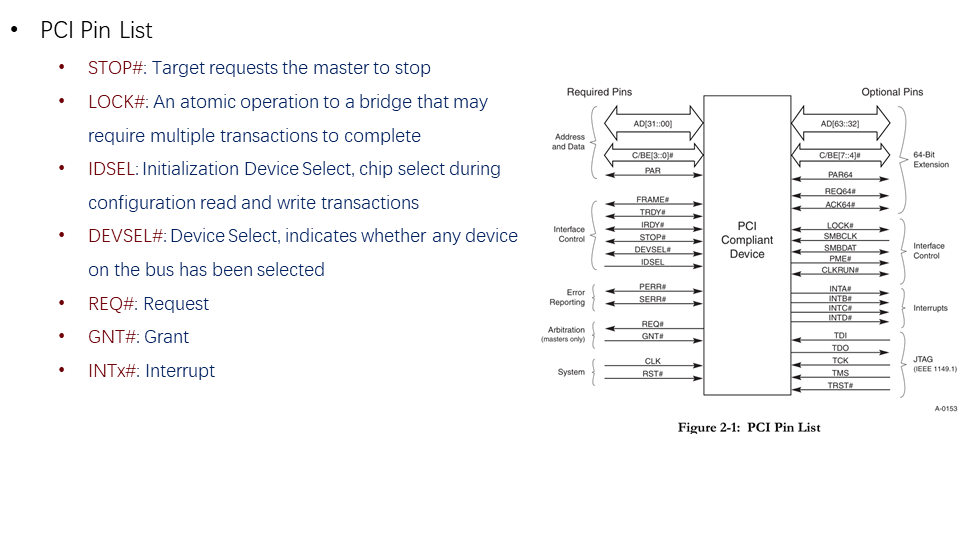 • PCI Pin List
• STOP#: Target requests the master to stop
• LOCK#: An atomic operation to a bridge that may
require multiple transactions to complete
• IDSEL: Initialization Device Select, chip select during
configuration read and write transactions
• DEVSEL#: Device Select, indicates whether any device
on the bus has been selected
• REQ#: Request
• GNT#: Grant
• INTx#: Interrupt
Required Pins
Optional Pins
Address
and Data
AD[31::00]
C/BE[3::0]#
PAR
Interface
Control
FRAME#
TRDY#
IRDY#
STOP#
DEVSEL#
IDSEL
Error
Reporting
PERR#
SERR#
Arbitration
(masters only)
REQ#
GNT#
System
CLK
RST#
PCI
Compliant
Device
AD[63::32]
C/BE[7::4]#
PAR64
REQ64#
ACK64#
64-Bit
Extension
LOCK#
SMBCLK
SMBDAT
PME#
CLKRUN#
Interface
Control
INTA#
INTB#
INTC#
INTD#
Interrupts
TDI
TDO
TCK
TMS
TRST#
JTAG
(IEEE 1149.1)
A-0153
Figure 2-1: PCI Pin List